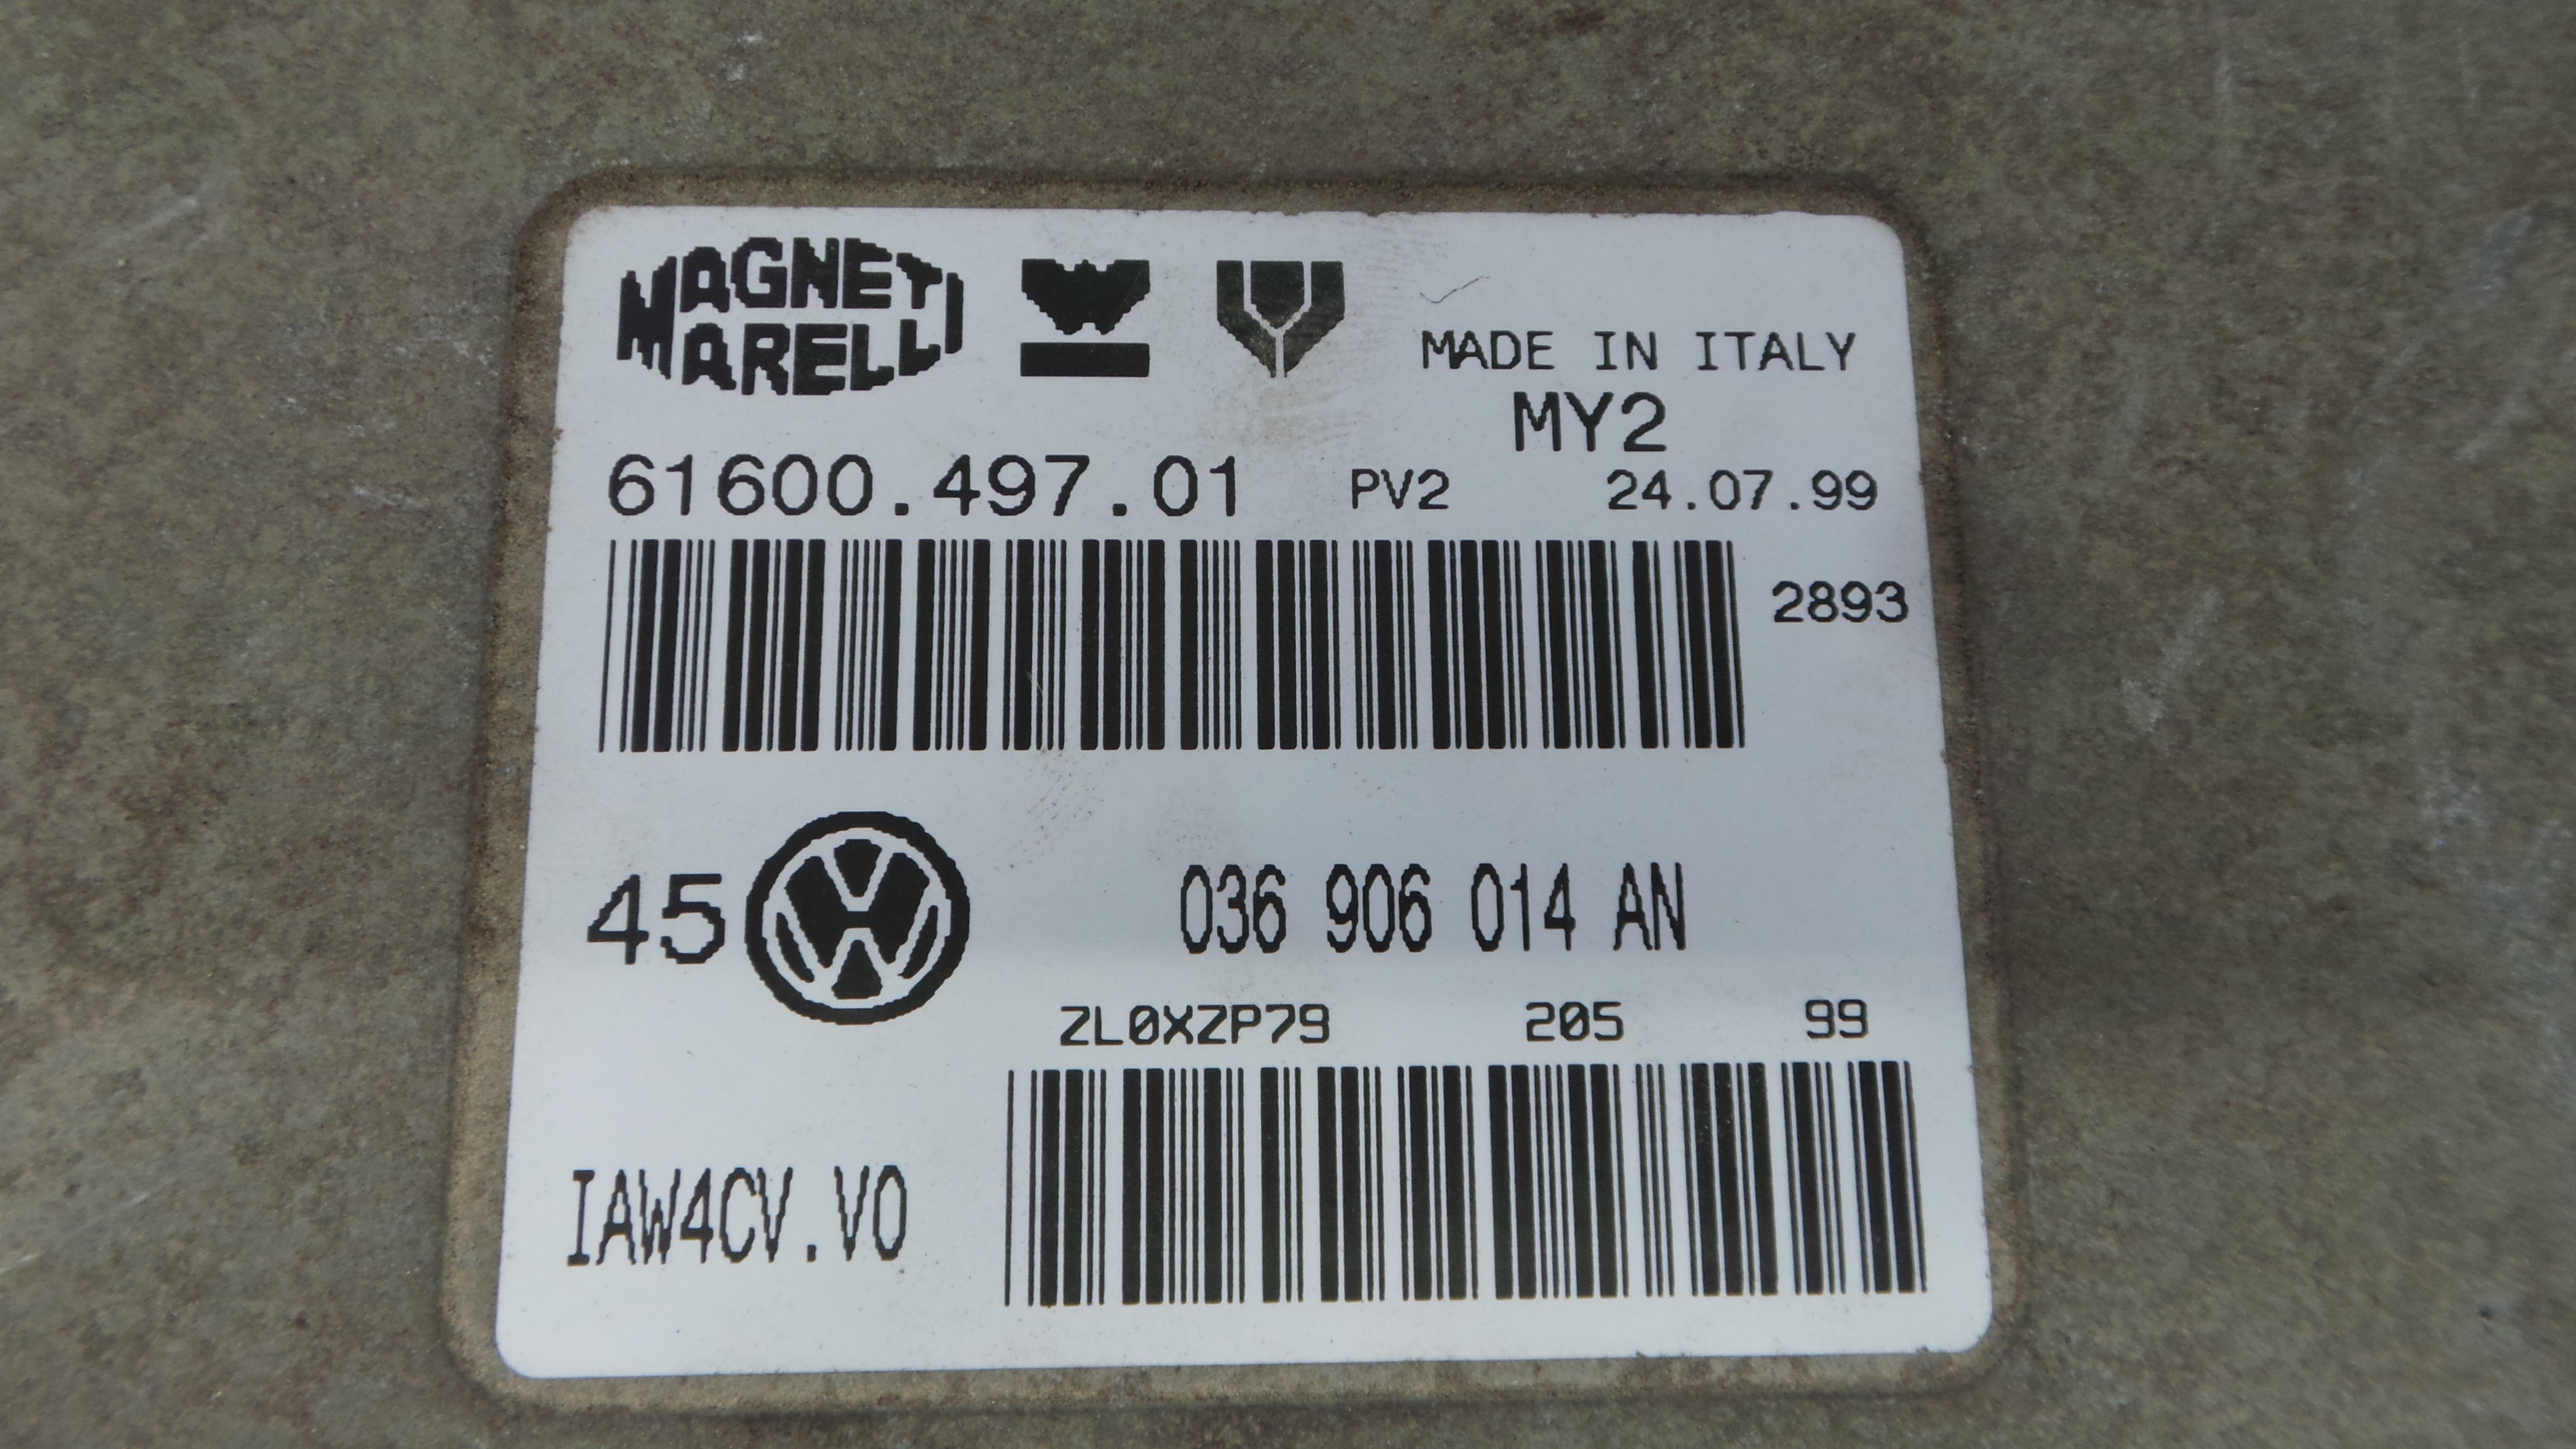 MAGNETI
MARELLI
MADE IN ITALY
MY2
61600.497.01 PV2 24.07.99
2893
45 036 906 014 AN
ZL0XZP79 205 99
IAW4CV.V0